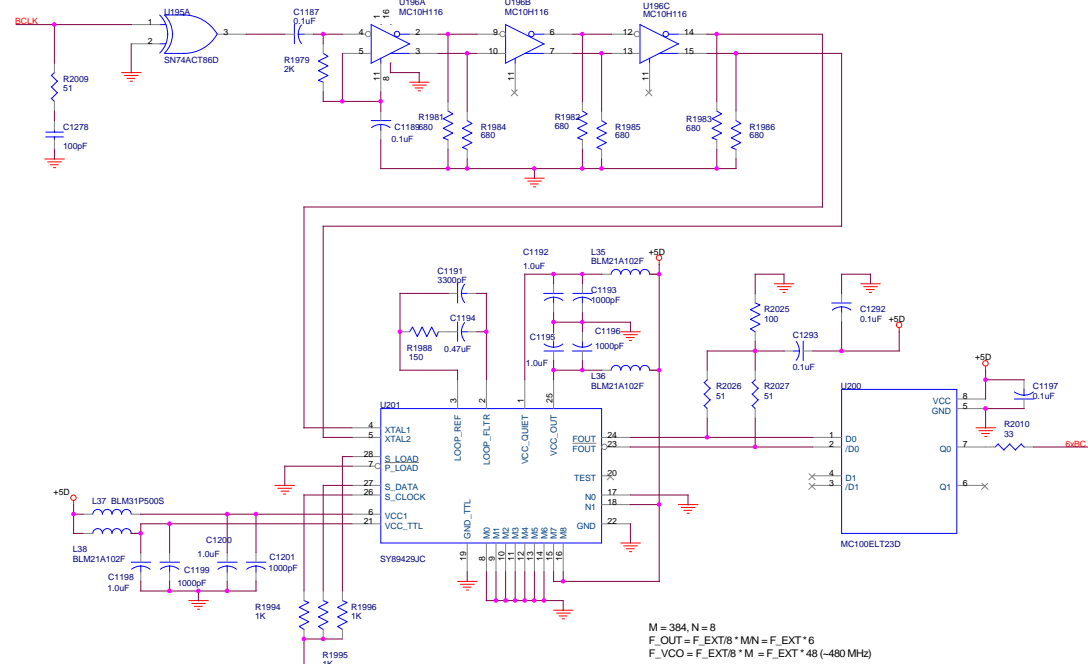 BCLK
U195A
1
2
3
SN74ACT86D
R2009
51
C1278
100pF
C1187
0.1uF
R1979
2K
U196A
MC10H116
1
16
4
5
2
3
11
8
C1189
0.1uF
R1981
680
R1984
680
U196B
MC10H116
9
10
6
7
11
R1982
680
R1985
680
U196C
MC10H116
12
13
14
15
11
R1983
680
R1986
680
C1191
3300pF
C1194
0.47uF
R1988
150
C1192
1.0uF
L35
BLM21A102F
+5D
C1193
1000pF
C1195
1.0uF
C1196
1000pF
L36
BLM21A102F
R2025
100
C1292
0.1uF
C1293
0.1uF
+5D
R2026
51
R2027
51
U201
3
2
1
25
LOOP_REF
LOOP_FLTR
VCC_QUIET
VCC_OUT
4
5
XTAL1
XTAL2
28
7
S_LOAD
P_LOAD
27
26
S_DATA
S_CLOCK
6
21
VCC1
VCC_TTL
FOUT
24
FOUT
23
TEST
20
N0
17
N1
18
GND
22
GND_TTL
M0
M1
M2
M3
M4
M5
M6
M7
M8
19
8
9
10
11
12
13
14
15
16
SY89429JC
U200
1
2
D0
/D0
4
3
D1
/D1
VCC
8
GND
5
Q0
7
Q1
6
MC100ELT23D
+5D
C1197
0.1uF
R2010
33
6xBC
+5D
L37 BLM31P500S
L38
BLM21A102F
C1198
1.0uF
C1199
1000pF
C1200
1.0uF
C1201
1000pF
R1994
1K
R1996
1K
R1995
1K
M = 384, N = 8
F_OUT = F_EXT/8 * M/N = F_EXT * 6
F_VCO = F_EXT/8 * M = F_EXT * 48 (~480 MHz)